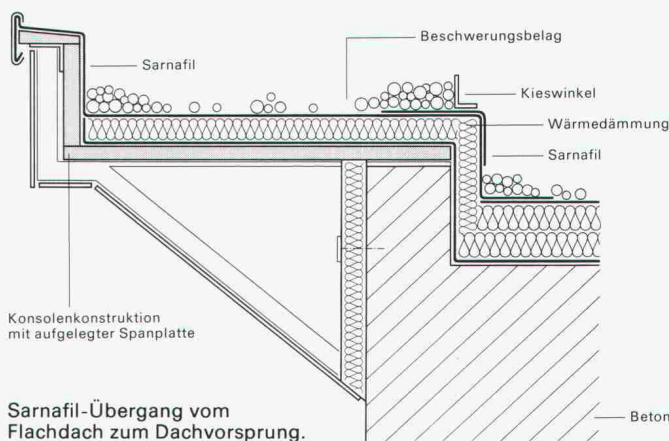 Beschwerungsbelag
Sarnafil
Kieswinkel
Wärmedämmung
Sarnafil
Konsolenkonstruktion
mit aufgelegter Spanplatte
Sarnafil-Übergang vom
Flachdach zum Dachvorsprung.
Beton